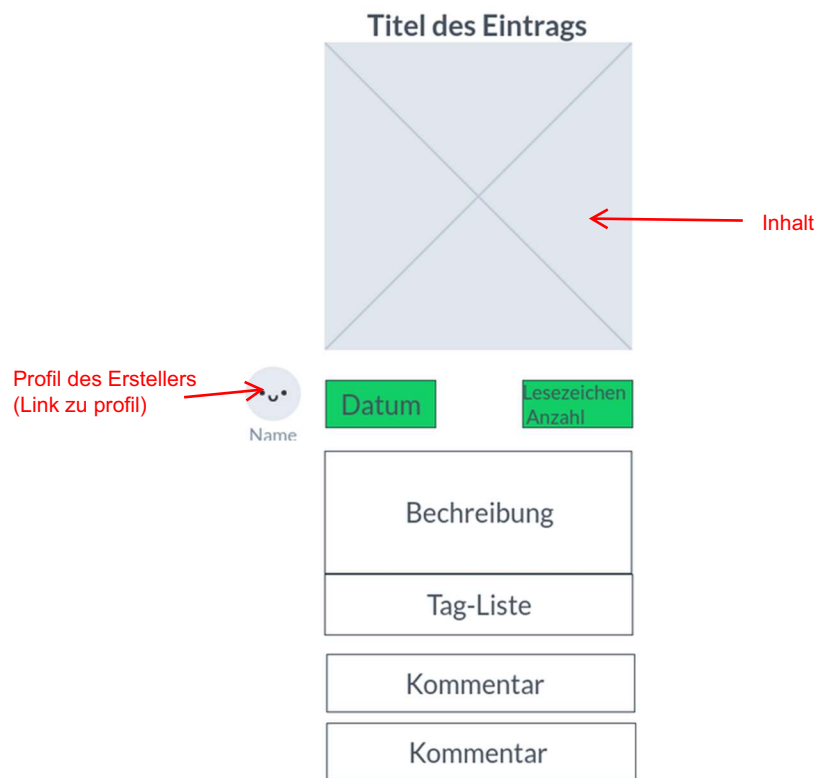 Titel des Eintrags
Inhalt
Profil des Erstellers
(Link zu profil)
Name
Datum
Lesezeichen
Anzahl
Bechreibung
Tag-Liste
Kommentar
Kommentar